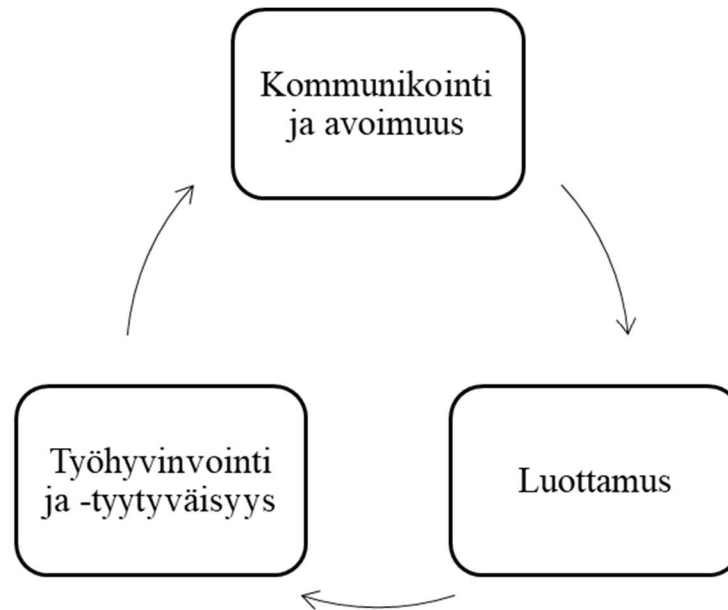 Kommunikointi
ja avoimuus
Työhyvinvointi
ja -tyytyväisyys
Luottamus